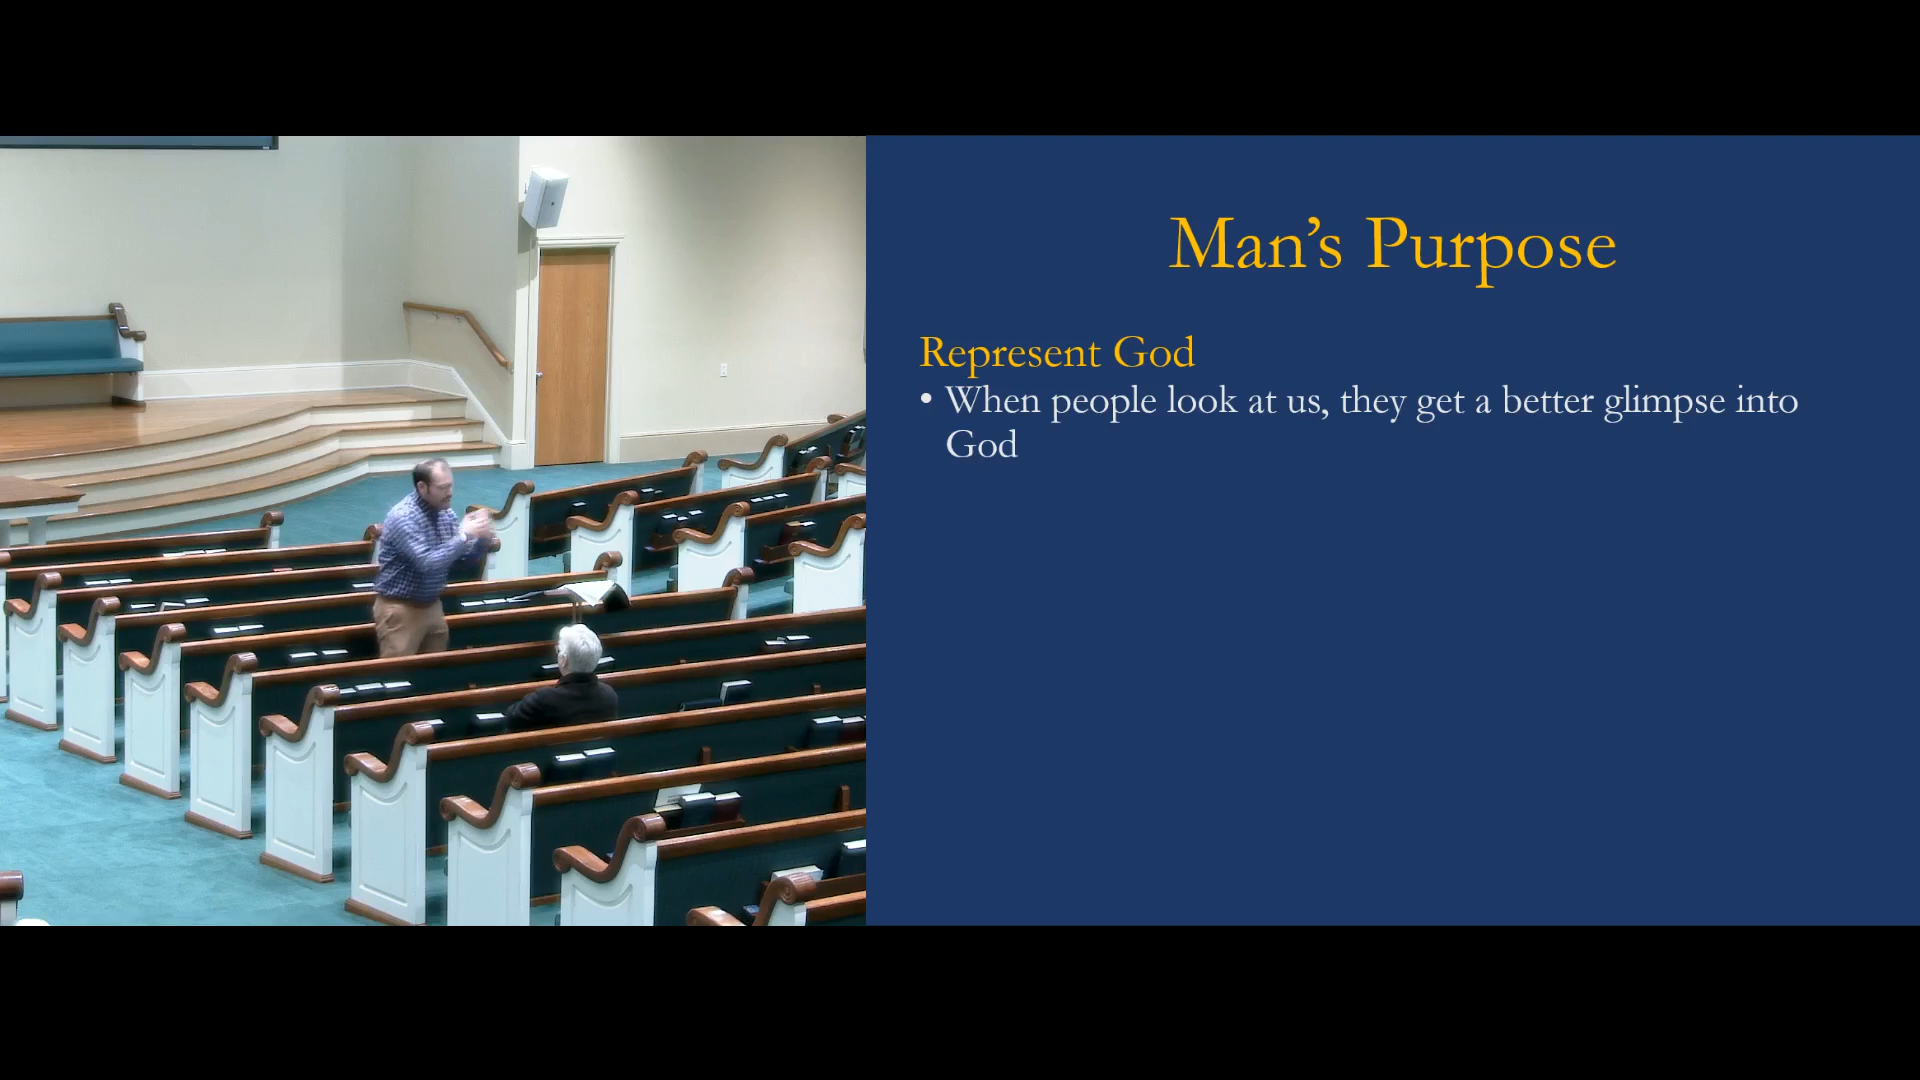 Man’s Purpose
Represent God
• When people look at us, they get a better glimpse into
God